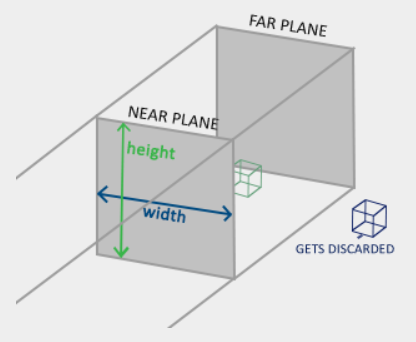 FAR PLANE
NEAR PLANE
height
width
GETS DISCARDED